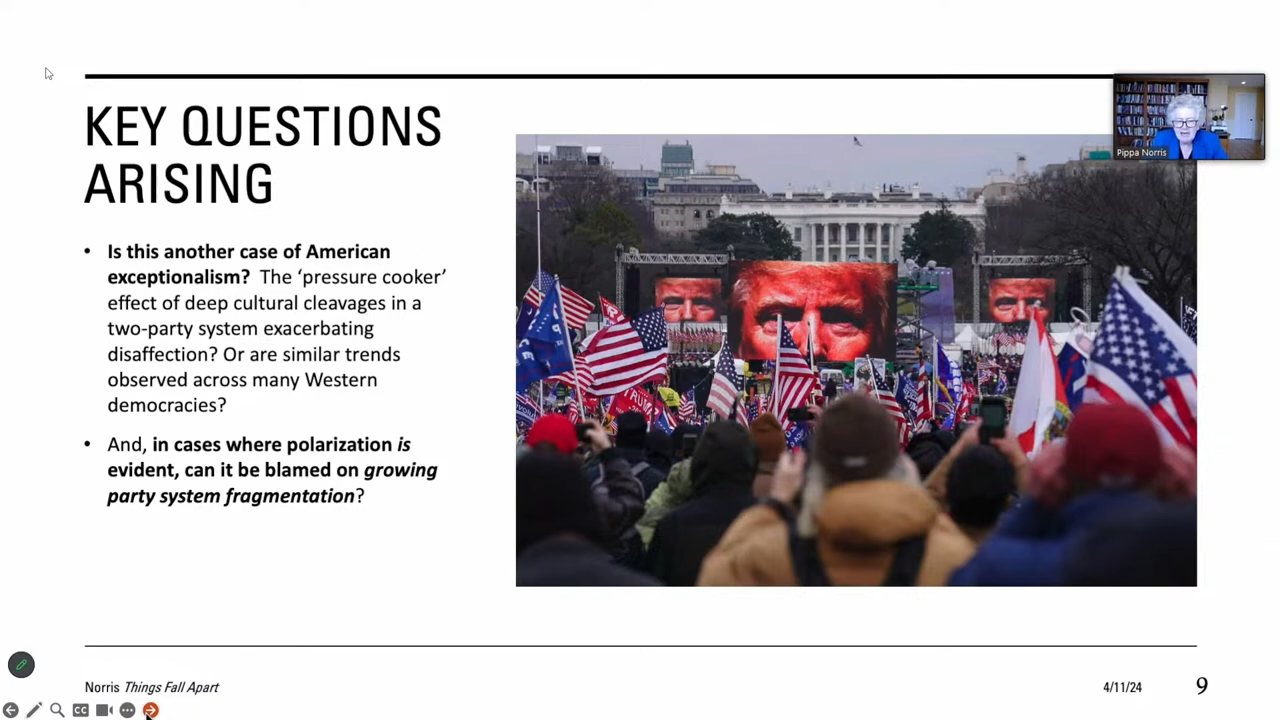 KEY QUESTIONS
ARISING
• Is this another case of American
exceptionalism? The ‘pressure cooker’
effect of deep cultural cleavages in a
two-party system exacerbating
disaffection? Or are similar trends
observed across many Western
democracies?
• And, in cases where polarization is
evident, can it be blamed on growing
party system fragmentation?
Pippa Norris
TRUMP
Norris Things Fall Apart
4/11/24
9
CC